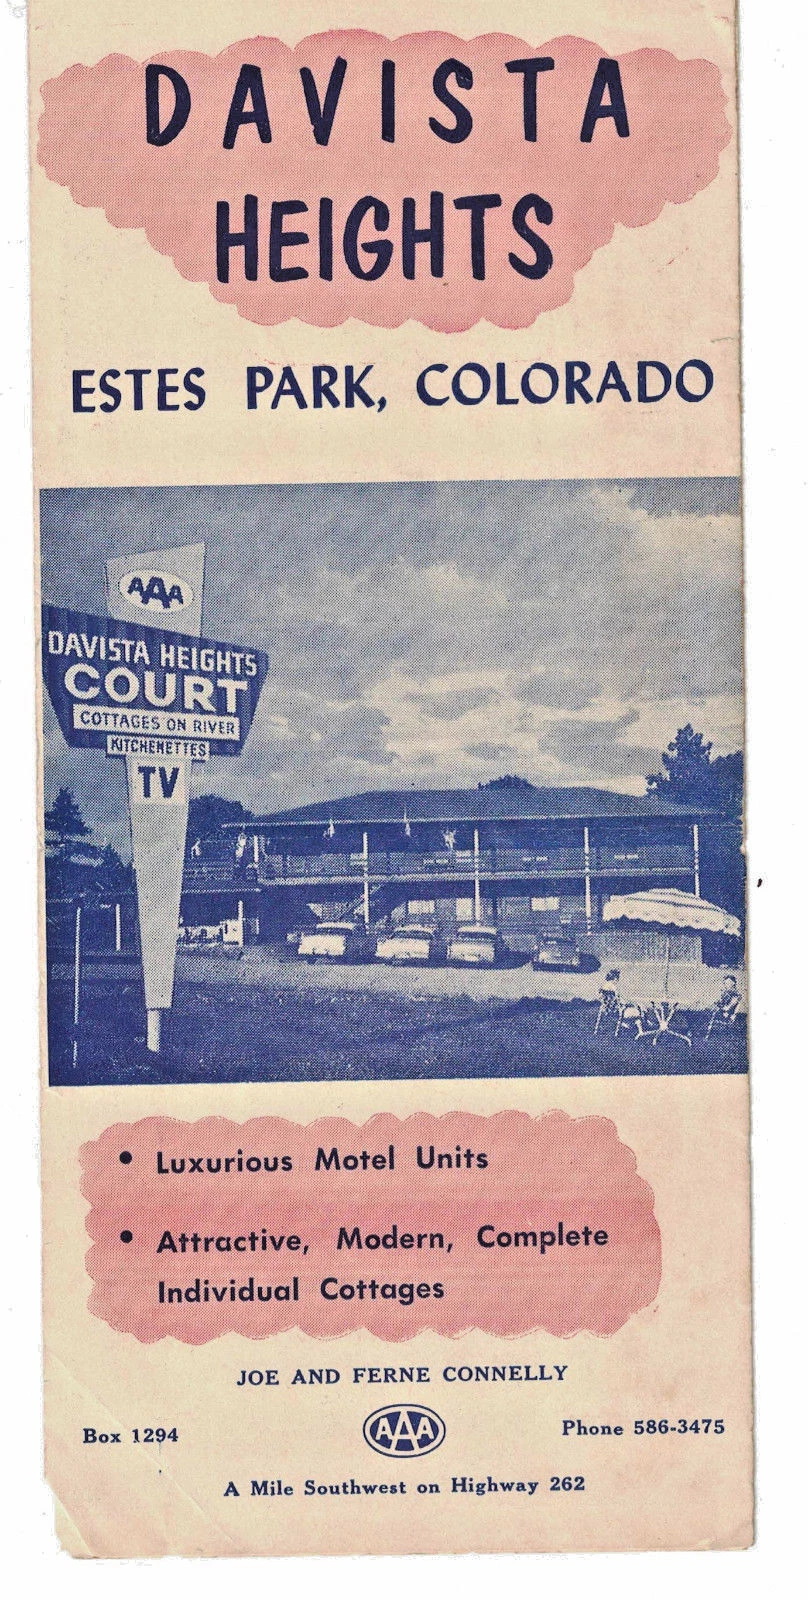 DAVISTA
HEIGHTS
ESTES PARK, COLORADO
AAA
DAVISTA HEIGHTS
COURT
COTTAGES ON RIVER
KITCHENETTES
TV
• Luxurious Motel Units
• Attractive, Modern, Complete
Individual Cottages
JOE AND FERNE CONNELLY
Box 1294
AAA
Phone 586-3475
A Mile Southwest on Highway 262